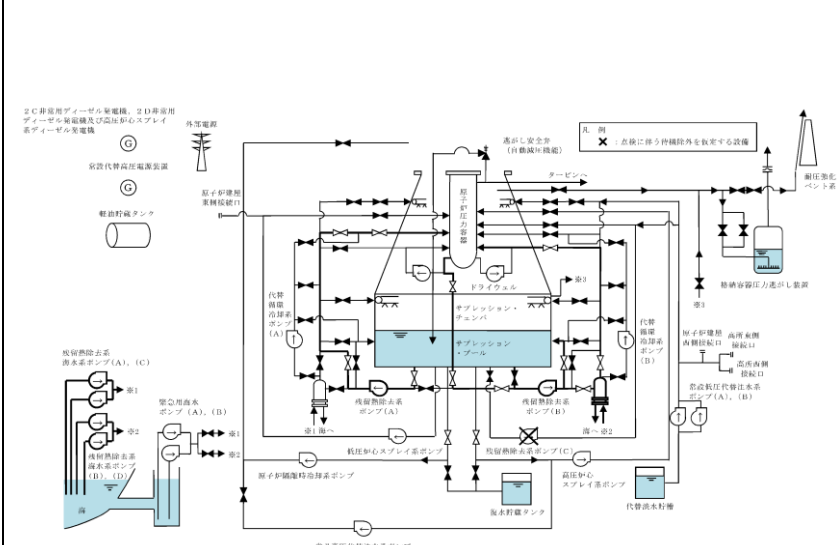 2C非常用ディーゼル発電機、2D非常用
ディーゼル発電機及び高圧炉心スプレイ
系ディーゼル発電機
G
常設代替高圧電源装置
G
軽油貯蔵タンク
外部電源
原子炉建屋
東側接続口
逃がし安全弁
(自動減圧機能)
凡 例
:点検に伴う待機除外を仮定する設備
タービンへ
耐圧強化
ベント系
格納容器圧力逃がし装置
※3
原子炉圧力容器
ドライウェル
※3
サプレッション・
チェンバ
サプレッション
・プール
代替
循環
冷却系
ポンプ
(A)
代替
循環
冷却系
ポンプ
(B)
原子炉建屋
西側接続口
高所東側
接続口
高所西側
接続口
常設低圧代替注水系
ポンプ(A)、(B)
残留熱除去系
海水系ポンプ(A)、(C)
※1
※2
残留熱除去系
海水系ポンプ
(B)、(D)
海
緊急用海水
ポンプ(A)、(B)
※1
※2
残留熱除去系
ポンプ(A)
残留熱除去系
ポンプ(B)
※1 海へ
海へ ※2
低圧炉心スプレイ系ポンプ
残留熱除去系ポンプ(C)
原子炉隔離時冷却系ポンプ
高圧炉心
スプレイ系ポンプ
海水貯蔵タンク
代替淡水貯槽